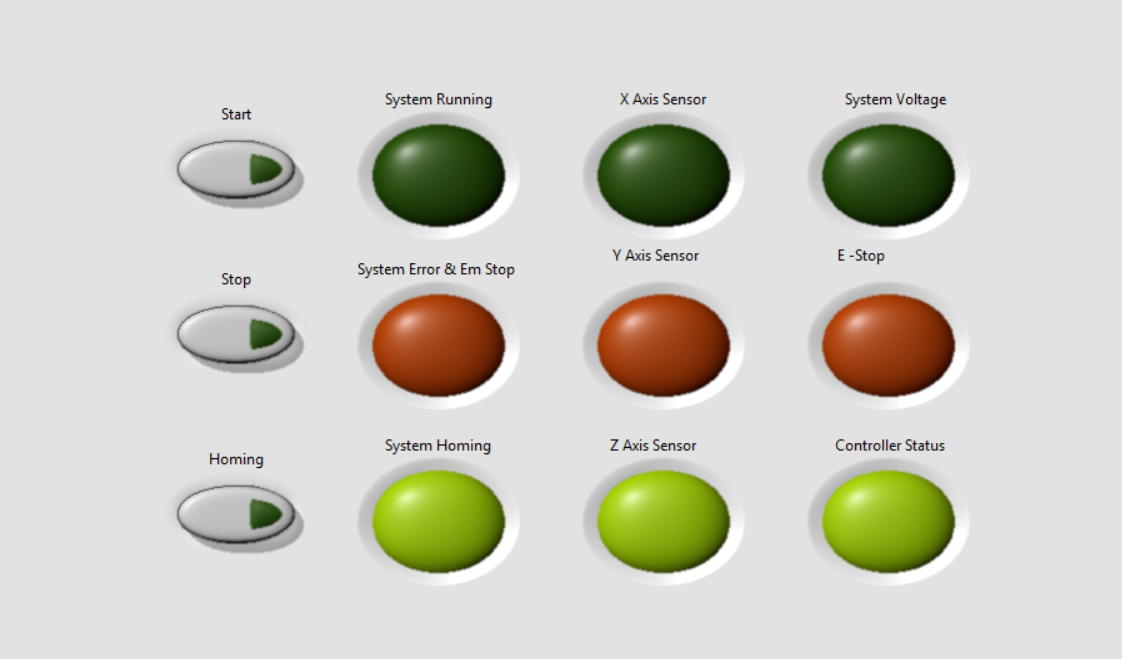 Start
System Running
X Axis Sensor
System Voltage
Stop
System Error & Em Stop
Y Axis Sensor
E -Stop
Homing
System Homing
Z Axis Sensor
Controller Status